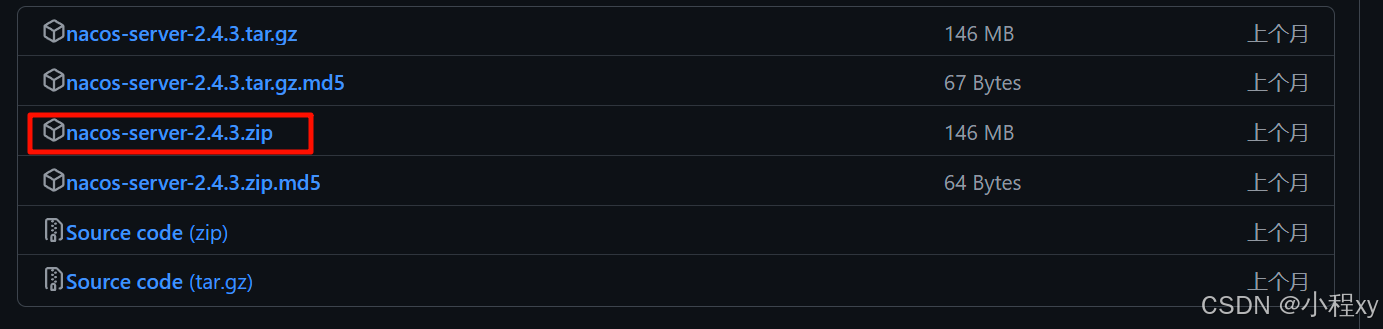 nacos-server-2.4.3.tar.gz 146 MB 上个月
nacos-server-2.4.3.tar.gz.md5 67 Bytes 上个月
nacos-server-2.4.3.zip 146 MB 上个月
nacos-server-2.4.3.zip.md5 64 Bytes 上个月
Source code (zip) 上个月
Source code (tar.gz) 上个月
CSDN @小程xy